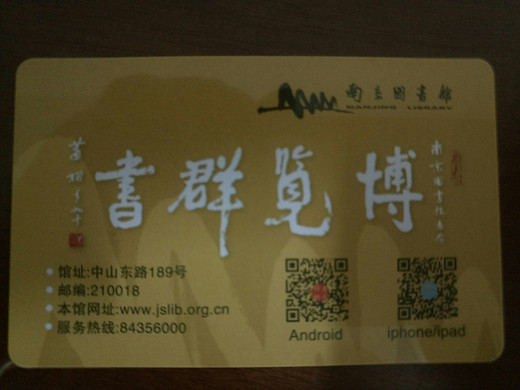 南京图书馆
NANJING LIBRARY
書群覧博
馆址:中山东路189号
邮编:210018
本馆网址:www.jslib.org.cn
服务热线:84356000
Android
iphone/ipad